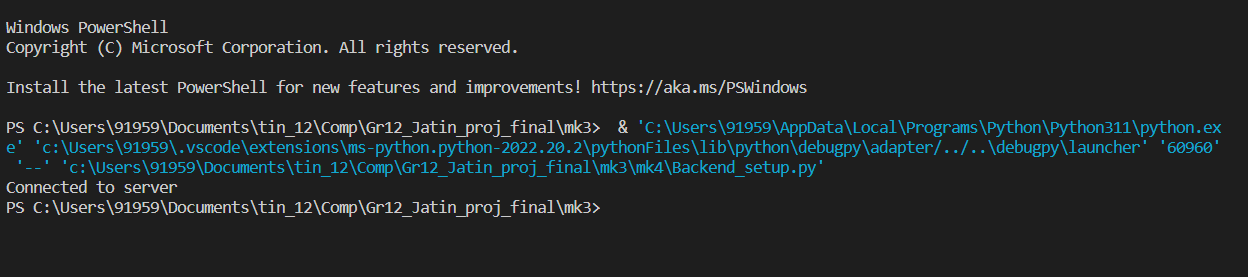 Windows PowerShell
Copyright (C) Microsoft Corporation. All rights reserved.
Install the latest PowerShell for new features and improvements! https://aka.ms/PSWindows
PS C:\Users\91959\Documents\tin_12\Comp\Gr12_Jatin_proj_final\mk3>  & 'C:\Users\91959\AppData\Local\Programs\Python\Python311\python.ex
e' 'c:\Users\91959\.vscode\extensions\ms-python.python-2022.20.2\pythonFiles\lib\python\debugpy\adapter/../..\debugpy\launcher' '60960'
 '--' 'c:\Users\91959\Documents\tin_12\Comp\Gr12_Jatin_proj_final\mk3\mk4\Backend_setup.py'
Connected to server
PS C:\Users\91959\Documents\tin_12\Comp\Gr12_Jatin_proj_final\mk3>